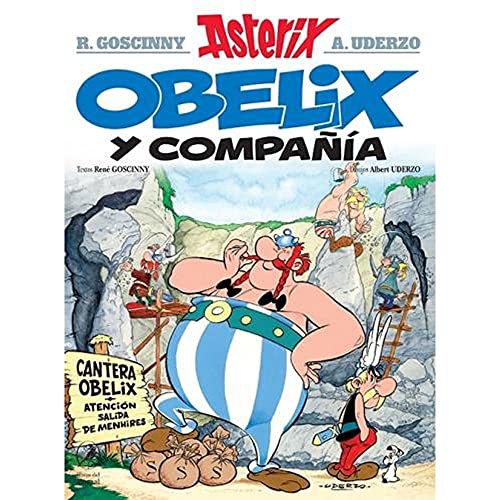 R. GOSCINNY Asterix A. UDERZO
OBELIX
Y COMPAÑÍA
Textos René GOSCINNY Dibujos Albert UDERZO
CANTERA
OBELIX
ATENCIÓN
SALIDA
DE MENHIRES
UDERZO